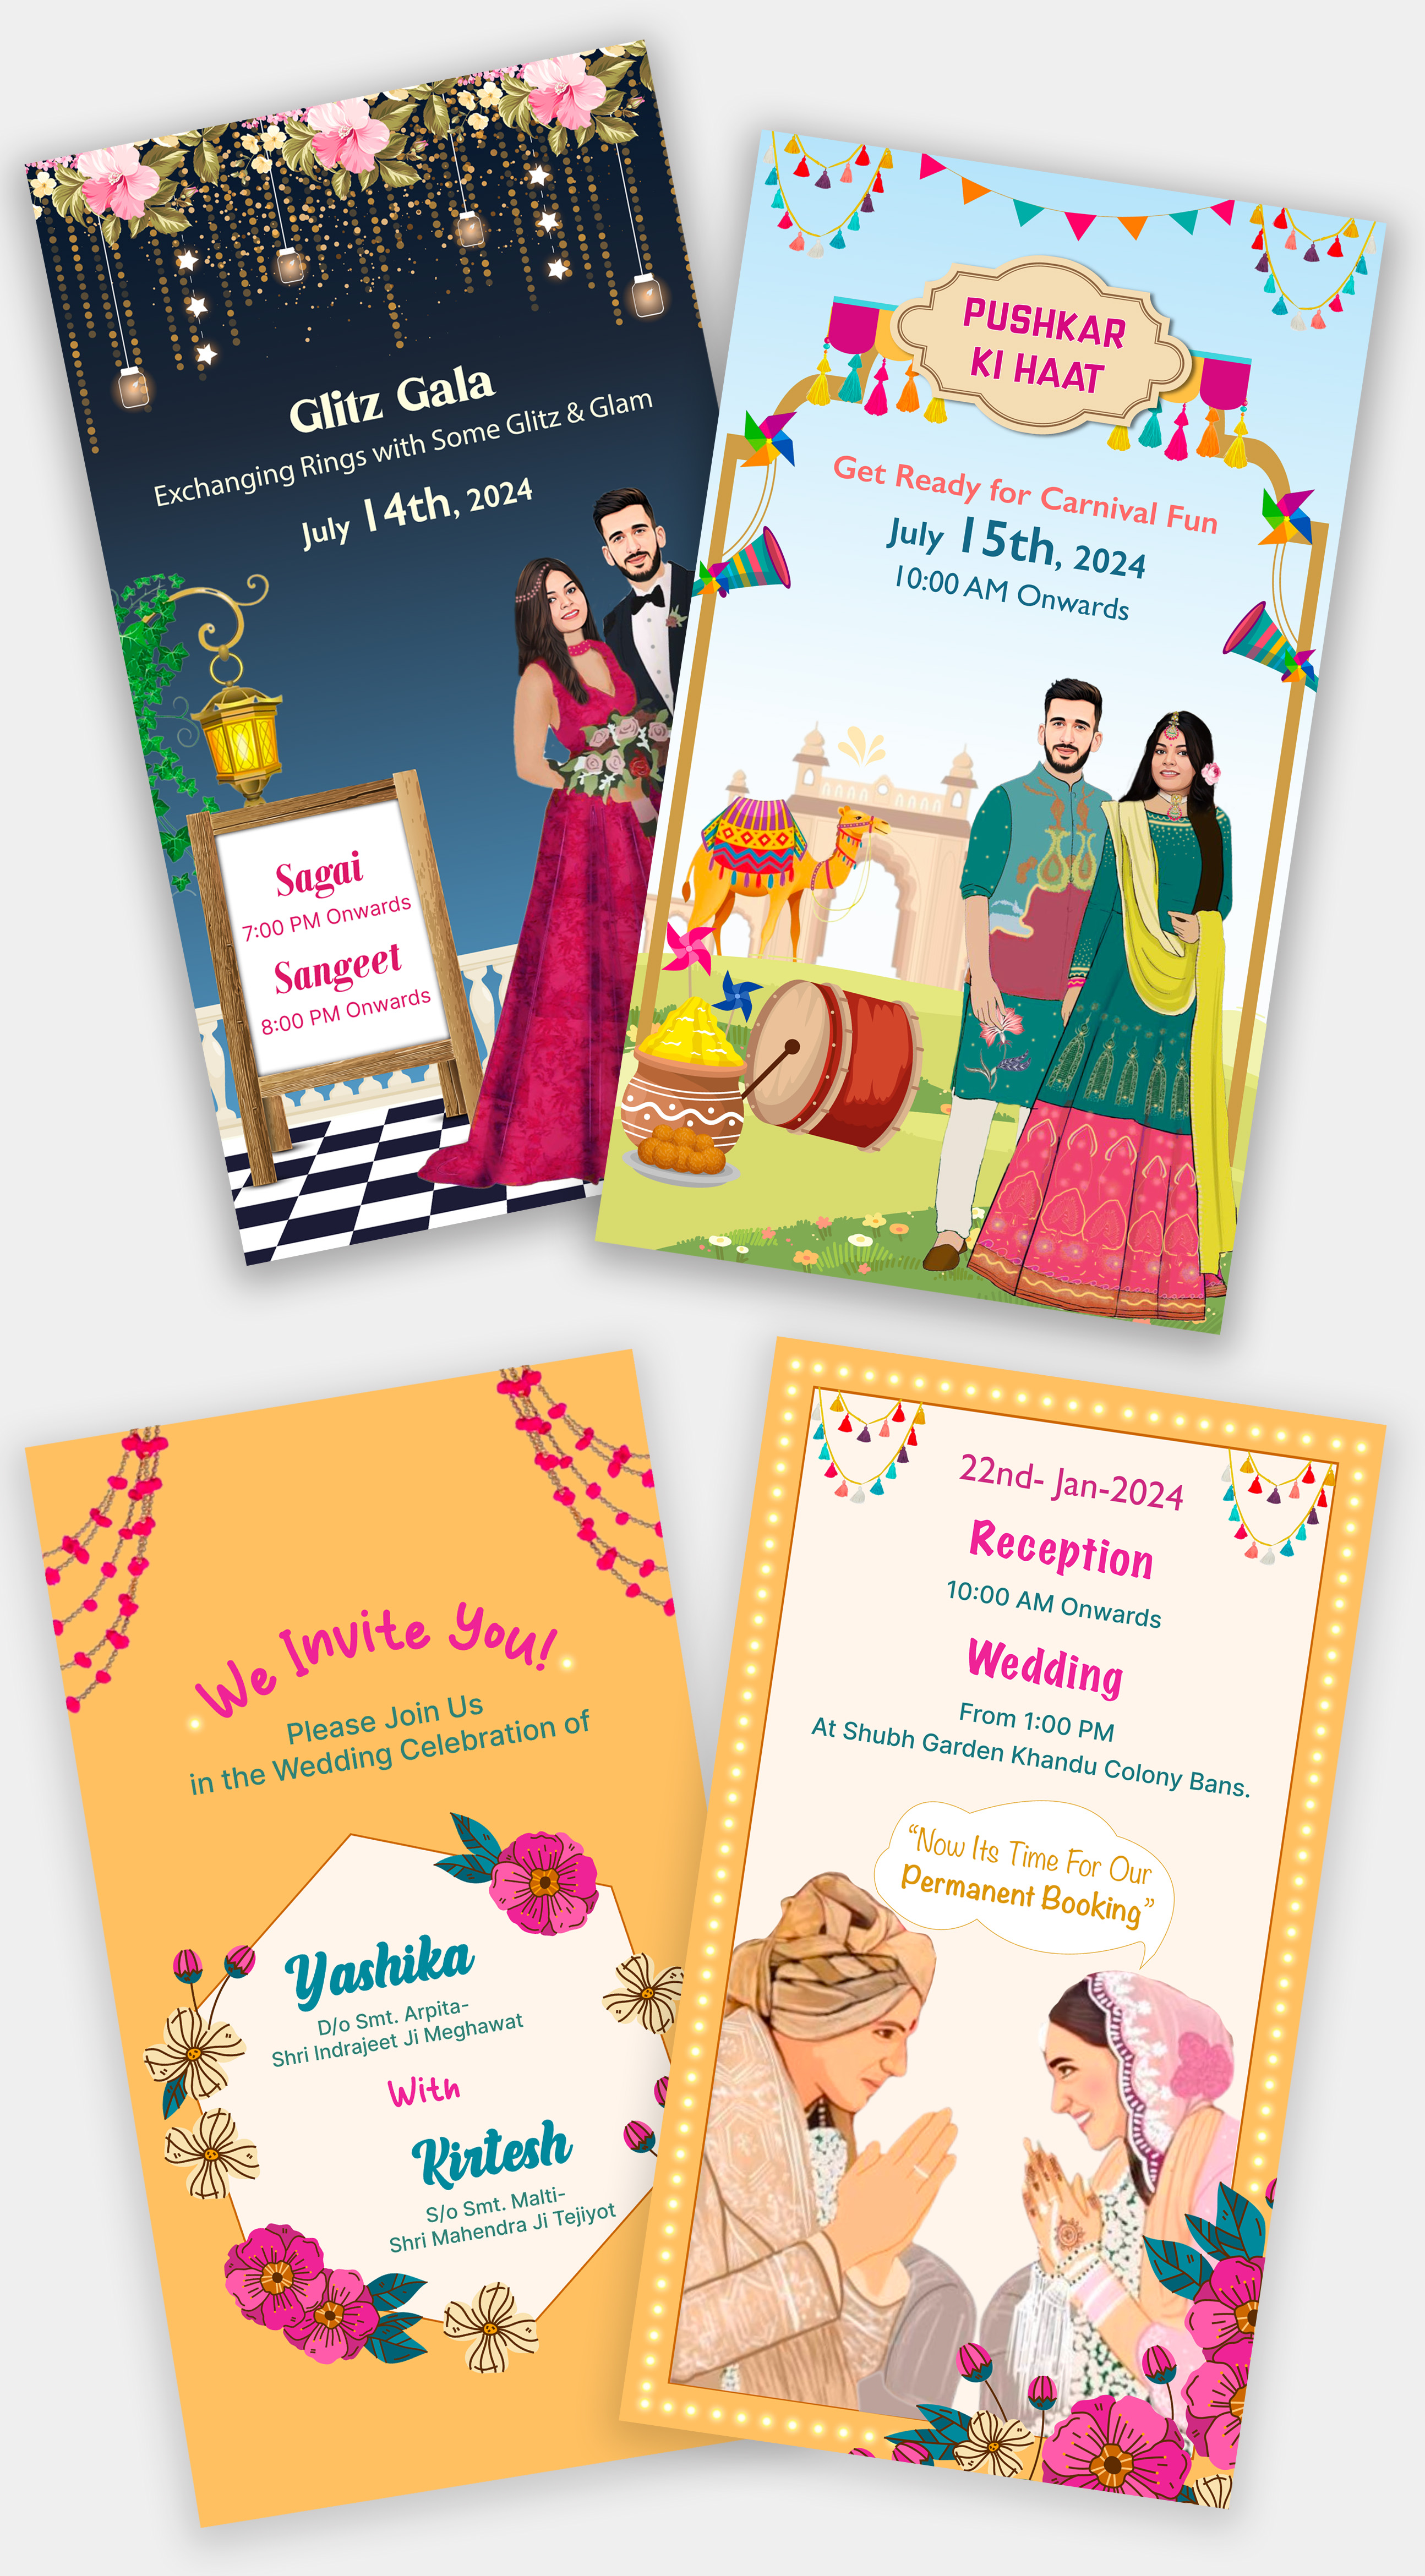 Glitz Gala
Exchanging Rings with Some Glitz & Glam
July 14th, 2024
Sagai
7:00 PM Onwards
Sangeet
8:00 PM Onwards
PUSHKAR
KI HAAT
Get Ready for Carnival Fun
July 15th, 2024
10:00 AM Onwards
We Invite You!
Please Join Us
in the Wedding Celebration of
Yashika
D/o Smt. Arpita-
Shri Indrajeet Ji Meghawat
With
Kirtesh
S/o Smt. Malti-
Shri Mahendra Ji Tejiyot
22nd- Jan-2024
Reception
10:00 AM Onwards
Wedding
From 1:00 PM
At Shubh Garden Khandu Colony Bans.
“Now Its Time For Our
Permanent Booking”